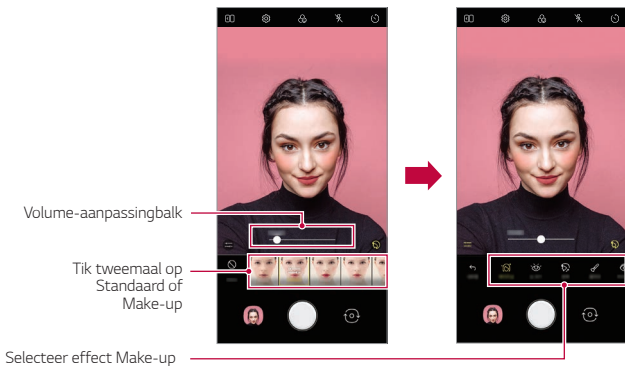 Volume-aanpassingbalk
Tik tweemaal op
Standaard of
Make-up
Selecteer effect Make-up